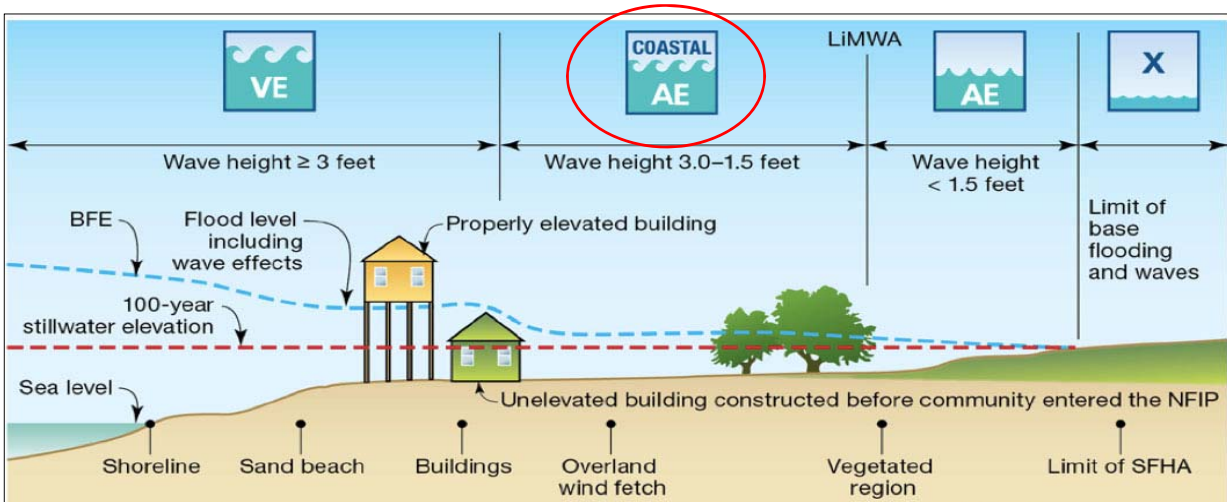 VE
COASTAL
AE
LiMWA
AE
X
Wave height ≥ 3 feet
Wave height 3.0–1.5 feet
Wave height
< 1.5 feet
BFE
Flood level
including
wave effects
Properly elevated building
Limit of
base
flooding
and waves
100-year
stillwater elevation
Sea level
Unelevated building constructed before community entered the NFIP
Shoreline
Sand beach
Buildings
Overland
wind fetch
Vegetated
region
Limit of SFHA